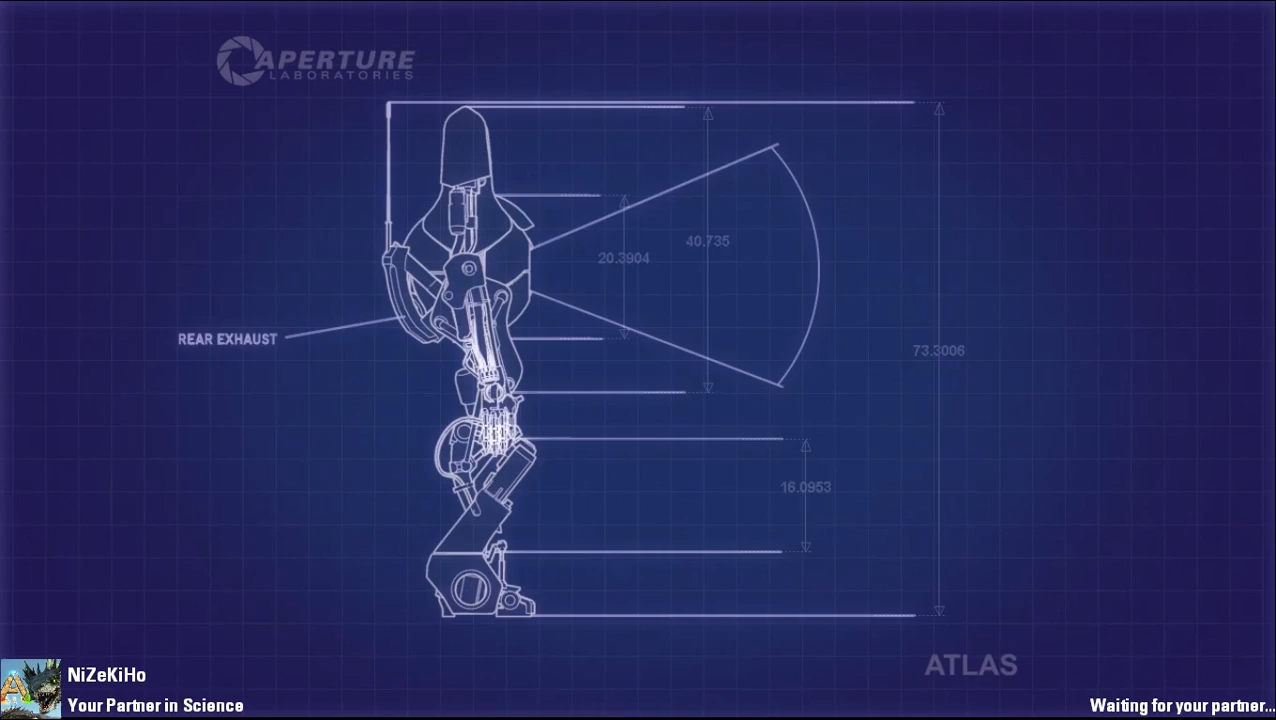 APERTURE
LABORATORIES
40.735
20.3904
REAR EXHAUST
73.3006
16.0953
ATLAS
NiZeKiHo
Your Partner in Science
Waiting for your partner...